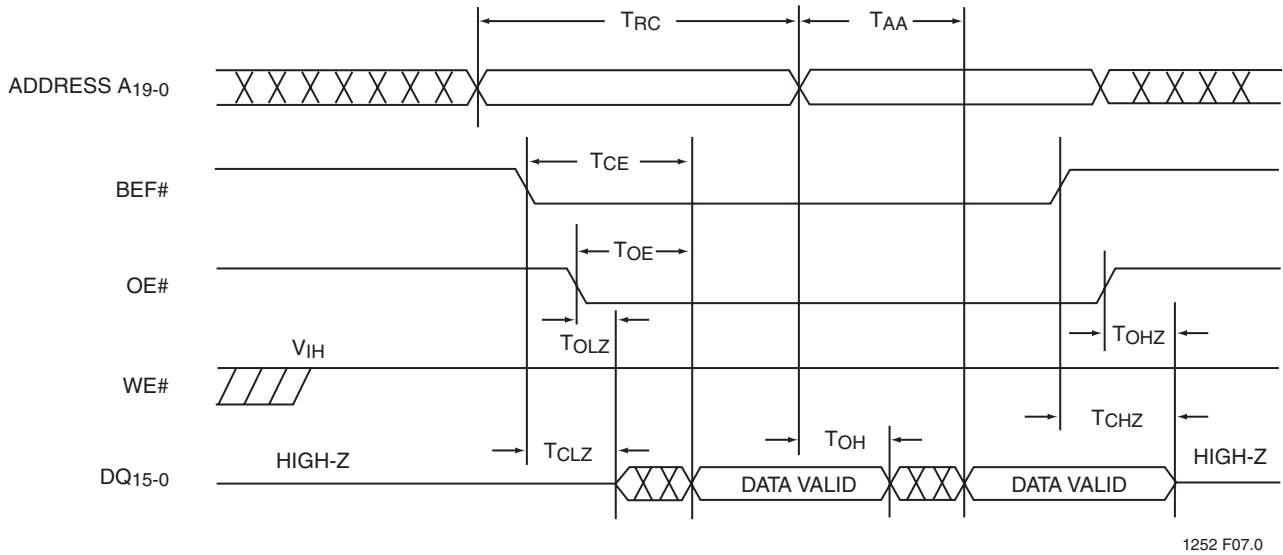 TRC
TAA
ADDRESS A19-0
TCE
BEF#
TOE
OE#
TOLZ
TOHZ
VIH
WE#
TCHZ
TCLZ
TOH
HIGH-Z
HIGH-Z
DQ15-0
DATA VALID
DATA VALID
1252 F07.0